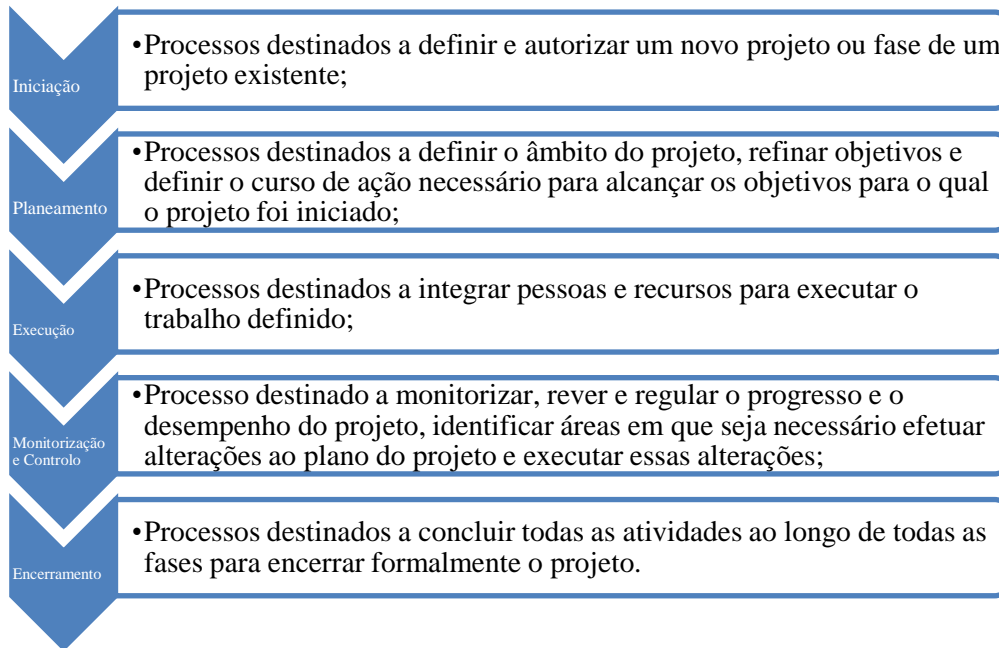 Iniciação
•Processos destinados a definir e autorizar um novo projeto ou fase de um
projeto existente;
Planeamento
•Processos destinados a definir o âmbito do projeto, refinar objetivos e
definir o curso de ação necessário para alcançar os objetivos para o qual
o projeto foi iniciado;
Execução
•Processos destinados a integrar pessoas e recursos para executar o
trabalho definido;
Monitorização
e Controlo
•Processo destinado a monitorizar, rever e regular o progresso e o
desempenho do projeto, identificar áreas em que seja necessário efetuar
alterações ao plano do projeto e executar essas alterações;
Encerramento
•Processos destinados a concluir todas as atividades ao longo de todas as
fases para encerrar formalmente o projeto.